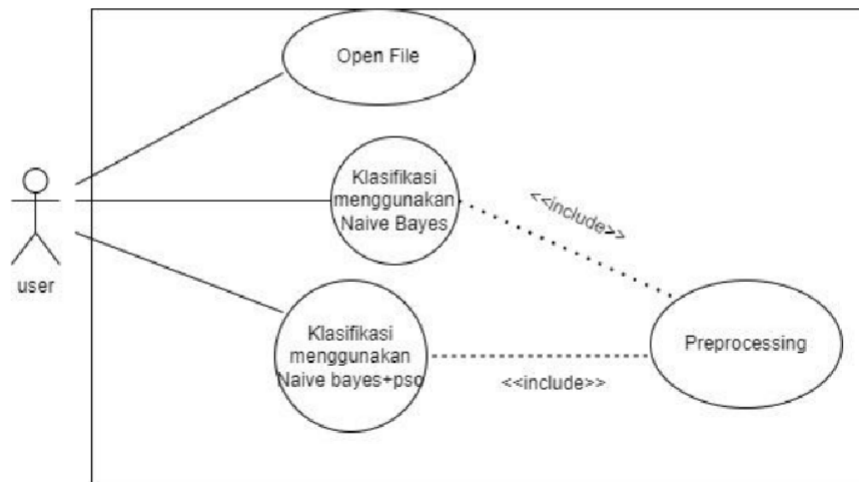 Open File
Klasifikasi
menggunakan
Naive Bayes
<<include>>
user
Klasifikasi
menggunakan
Naive bayes+pso
Preprocessing
<<include>>